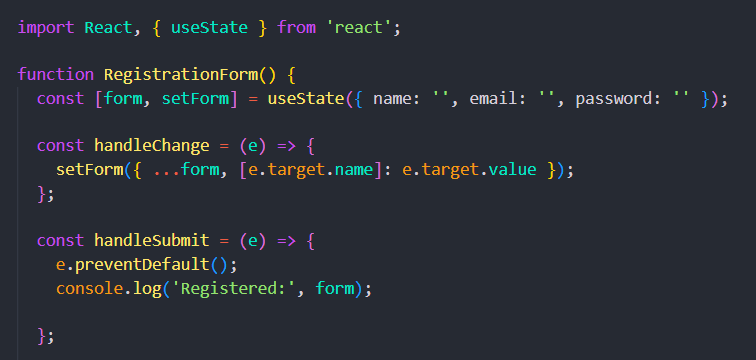 import React, { useState } from 'react';
function RegistrationForm() {
const [form, setForm] = useState({ name: '', email: '', password: '' });
const handleChange = (e) => {
setForm({ ...form, [e.target.name]: e.target.value });
};
const handleSubmit = (e) => {
e.preventDefault();
console.log('Registered:', form);
};